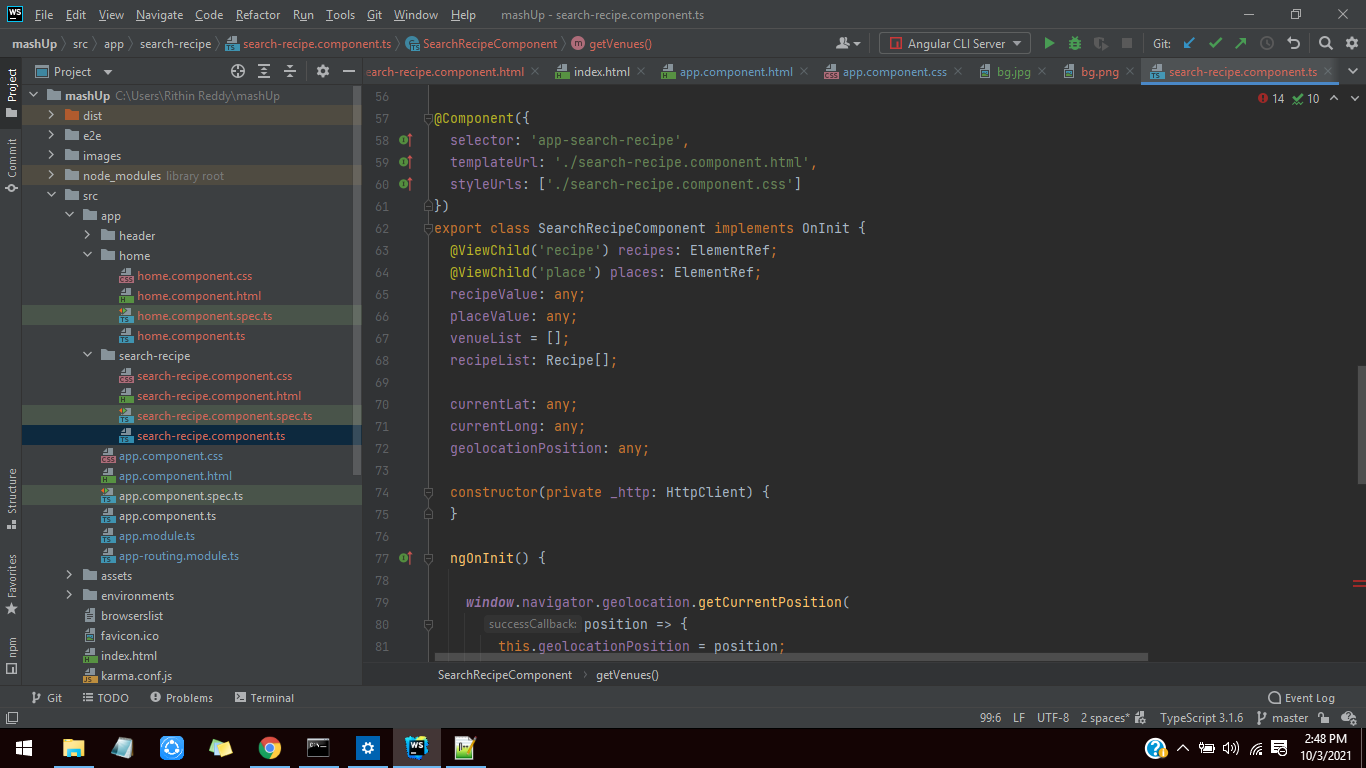 WS File Edit View Navigate Code Refactor Run Tools Git Window Help mashUp - search-recipe.component.ts
mashUp src app search-recipe search-recipe.component.ts SearchRecipeComponent getVenues() Angular CLI Server Git:
Project earch-recipe.component.html index.html app.component.html app.component.css bg.jpg bg.png search-recipe.component.ts
Project
Commit
Structure
Favorites
npm
mashUp C:\Users\Rithin Reddy\mashUp
dist
e2e
images
node_modules library root
src
app
header
home
home.component.css
home.component.html
home.component.spec.ts
home.component.ts
search-recipe
search-recipe.component.css
search-recipe.component.html
search-recipe.component.spec.ts
search-recipe.component.ts
app.component.css
app.component.html
app.component.spec.ts
app.component.ts
app.module.ts
app-routing.module.ts
assets
environments
browserslist
favicon.ico
index.html
karma.conf.js
14 10
56
57 @Component({
58 selector: 'app-search-recipe',
59 templateUrl: './search-recipe.component.html',
60 styleUrls: ['./search-recipe.component.css']
61 })
62 export class SearchRecipeComponent implements OnInit {
63 @ViewChild('recipe') recipes: ElementRef;
64 @ViewChild('place') places: ElementRef;
65 recipeValue: any;
66 placeValue: any;
67 venueList = [];
68 recipeList: Recipe[];
69
70 currentLat: any;
71 currentLong: any;
72 geolocationPosition: any;
73
74 constructor(private _http: HttpClient) {
75 }
76
77 ngOnInit() {
78
79 window.navigator.geolocation.getCurrentPosition(
80 successCallback: position => {
81 this.geolocationPosition = position;
SearchRecipeComponent getVenues()
Git TODO Problems Terminal Event Log
99:6 LF UTF-8 2 spaces* TypeScript 3.1.6 master
2:48 PM
10/3/2021